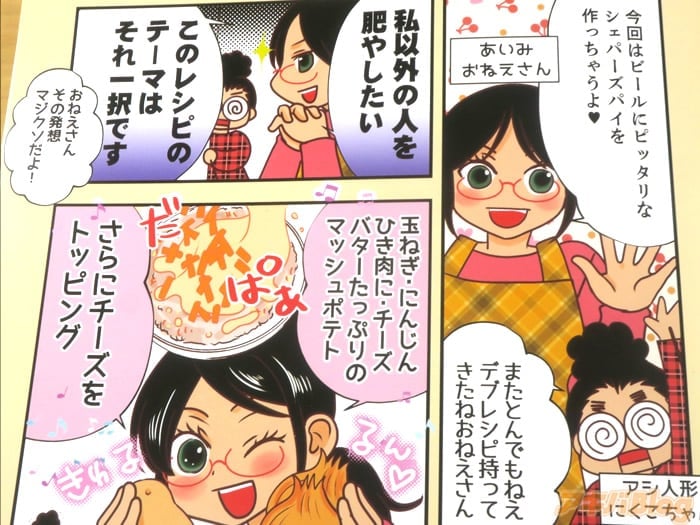 今回はビールにピッタリな
シェパーズパイを
作っちゃうよ♥
あいみ
おねえさん
またとんでもねえ
デブレシピ持って
きたねおねえさん
アシ人形
にくこちゃ
私以外の人を
肥やしたい
このレシピの
テーマは
それ一択です
おねえさん
その発想
マジクソだよ！
玉ねぎ・にんじん
ひき肉に・チーズ
バターたっぷりの
マッシュポテト
だぁ
ぱぁ
さらにチーズを
トッピング
るん♡
きゅる